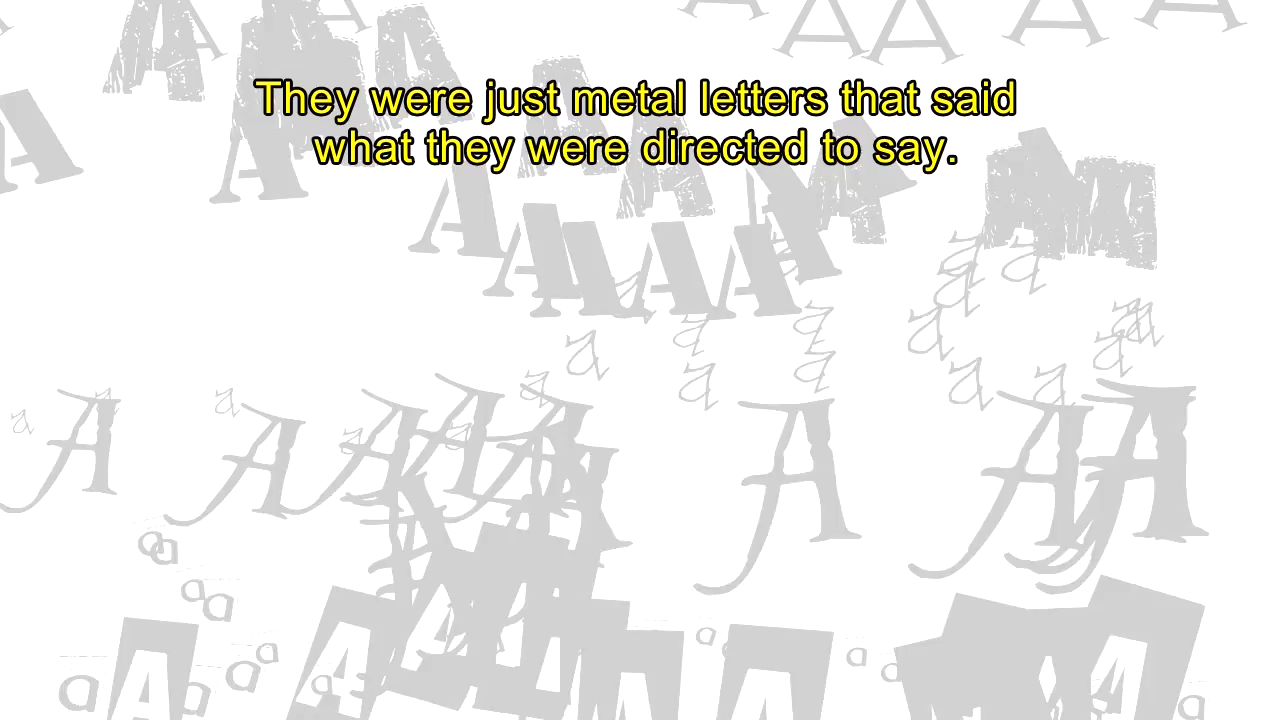 They were just metal letters that said
what they were directed to say.